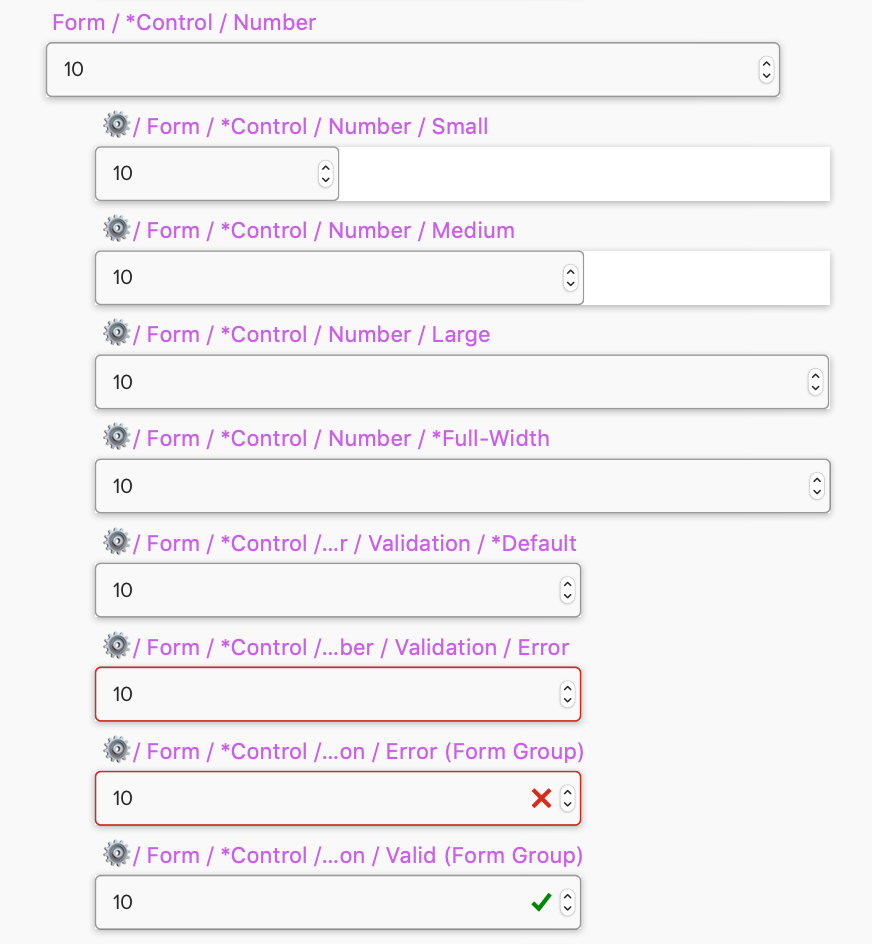 Form / *Control / Number
10
/ Form / *Control / Number / Small
10
/ Form / *Control / Number / Medium
10
/ Form / *Control / Number / Large
10
/ Form / *Control / Number / *Full-Width
10
/ Form / *Control /...r / Validation / *Default
10
/ Form / *Control /...ber / Validation / Error
10
/ Form / *Control /...on / Error (Form Group)
10
/ Form / *Control /...on / Valid (Form Group)
10